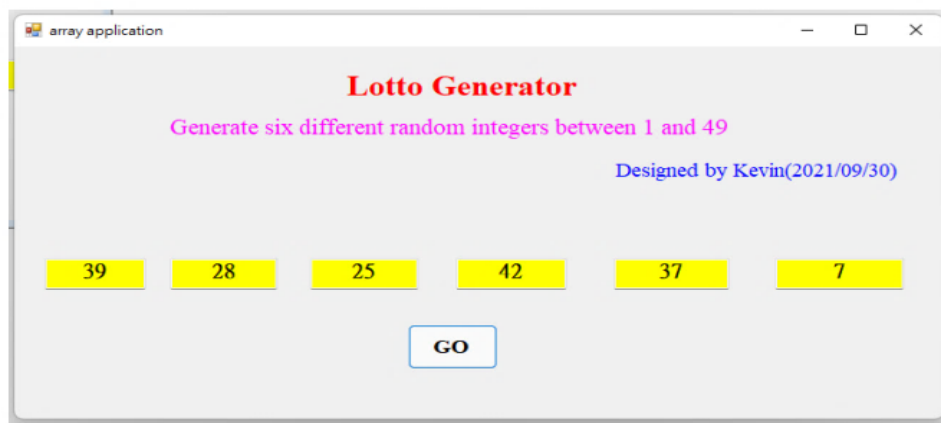 array application
Lotto Generator
Generate six different random integers between 1 and 49
Designed by Kevin(2021/09/30)
39 28 25 42 37 7
GO